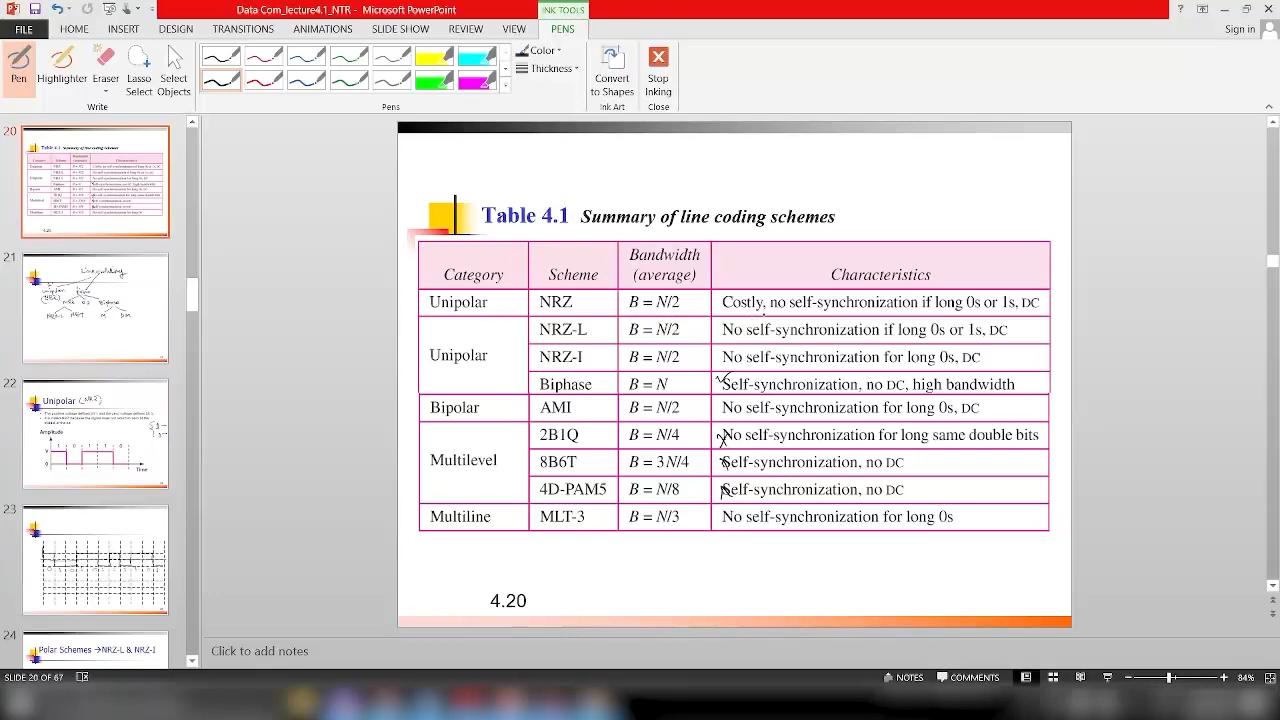 Data Com_lecture4.1_NTR - Microsoft PowerPoint
INK TOOLS
FILE HOME INSERT DESIGN TRANSITIONS ANIMATIONS SLIDE SHOW REVIEW VIEW PENS
Sign in
Pen Highlighter Eraser Lasso Select Select Objects
Color
Thickness
Convert to Shapes
Stop Inking
Write Pens Ink Art Close
20
21
22
Unipolar (NRZ)
Amplitude
Time
23
24
Polar Schemes →NRZ-L & NRZ-I
Table 4.1 Summary of line coding schemes
Category Scheme Bandwidth (average) Characteristics
Unipolar NRZ B = N/2 Costly, no self-synchronization if long 0s or 1s, DC
Unipolar NRZ-L B = N/2 No self-synchronization if long 0s or 1s, DC
NRZ-I B = N/2 No self-synchronization for long 0s, DC
Biphase B = N Self-synchronization, no DC, high bandwidth
Bipolar AMI B = N/2 No self-synchronization for long 0s, DC
Multilevel 2B1Q B = N/4 No self-synchronization for long same double bits
8B6T B = 3N/4 Self-synchronization, no DC
4D-PAM5 B = N/8 Self-synchronization, no DC
Multiline MLT-3 B = N/3 No self-synchronization for long 0s
4.20
Click to add notes
SLIDE 20 OF 67
NOTES COMMENTS 84%